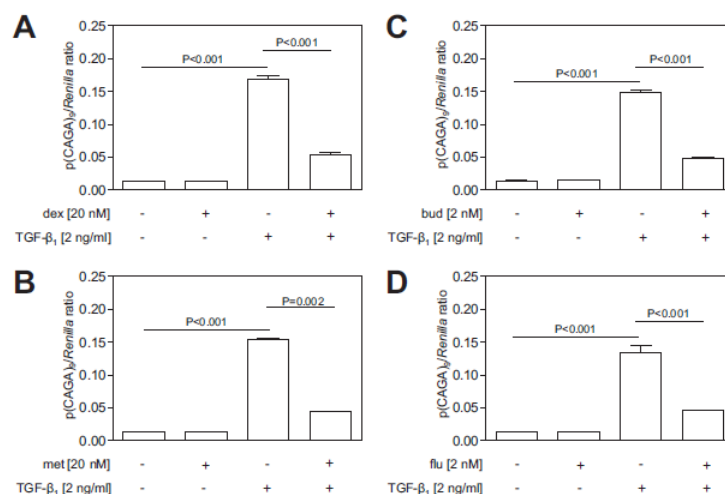 A
p(CAGA)₉/Renilla ratio
0.25
0.20
0.15
0.10
0.05
0.00
P<0.001
P<0.001
dex [20 nM] - + - +
TGF-β₁ [2 ng/ml] - - + +
C
p(CAGA)₉/Renilla ratio
0.25
0.20
0.15
0.10
0.05
0.00
P<0.001
P<0.001
bud [2 nM] - + - +
TGF-β₁ [2 ng/ml] - - + +
B
p(CAGA)₉/Renilla ratio
0.25
0.20
0.15
0.10
0.05
0.00
P=0.002
P<0.001
met [20 nM] - + - +
TGF-β₁ [2 ng/ml] - - + +
D
p(CAGA)₉/Renilla ratio
0.25
0.20
0.15
0.10
0.05
0.00
P<0.001
P<0.001
flu [2 nM] - + - +
TGF-β₁ [2 ng/ml] - - + +